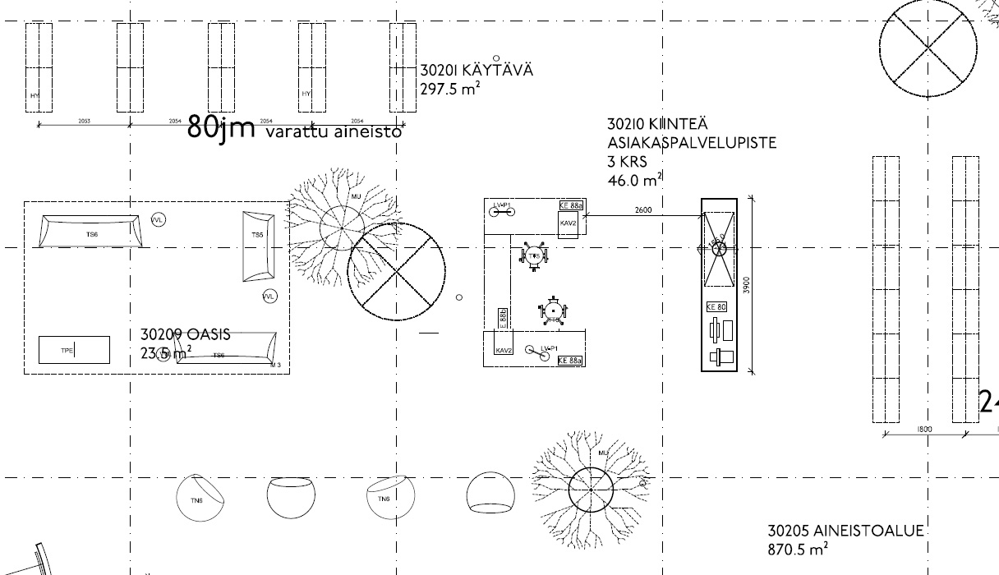 30201 KÄYTÄVÄ
297.5 m²
HY
HY
2053
2054
2054
2054
80jm varattu aineisto
30210 KIINTEÄ
ASIAKASPALVELUPISTE
3 KRS
46.0 m²
MU
TS6
VVL
TS5
LV-P1
KE 88a
KAV2
2600
TT5
VVL
3900
KE 80
E 88b
30209 OASIS
23.5 m²
TPE
TS6
M 3
KAV2
LV-P1
KE 88a
24
1800
MU
TN6
TN6
30205 AINEISTOALUE
870.5 m²